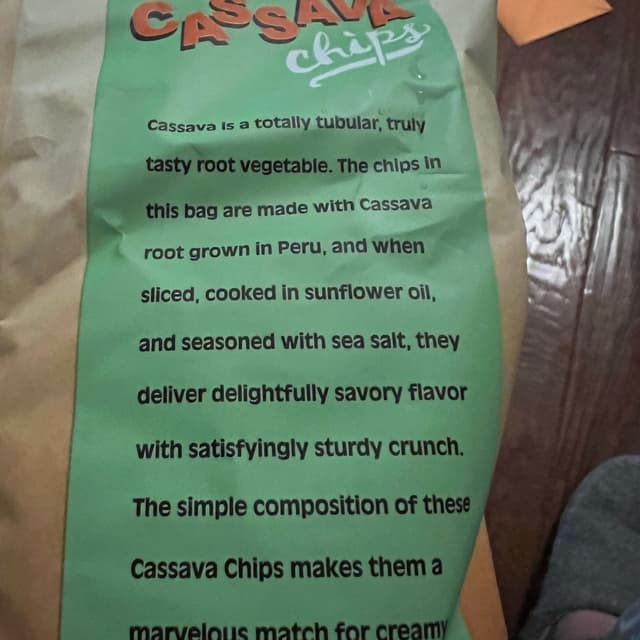 CASSAVA
chips
Cassava is a totally tubular, truly
tasty root vegetable. The chips in
this bag are made with Cassava
root grown in Peru, and when
sliced, cooked in sunflower oil,
and seasoned with sea salt, they
deliver delightfully savory flavor
with satisfyingly sturdy crunch.
The simple composition of these
Cassava Chips makes them a
marvelous match for creamy